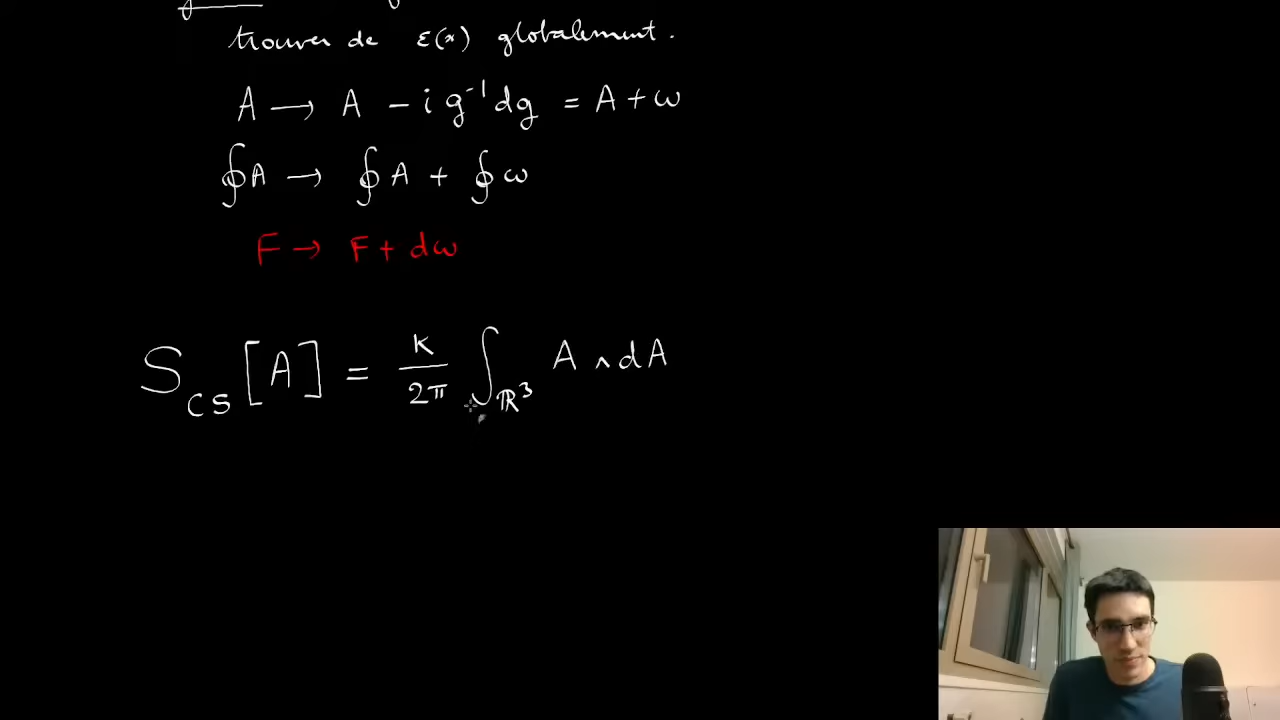 trouver de ε(x) globalement.
A → A - i g⁻¹dg = A + ω
∮A → ∮A + ∮ω
F → F + dω
S_CS [A] = k/2π ∫_ℝ³ A ∧ dA